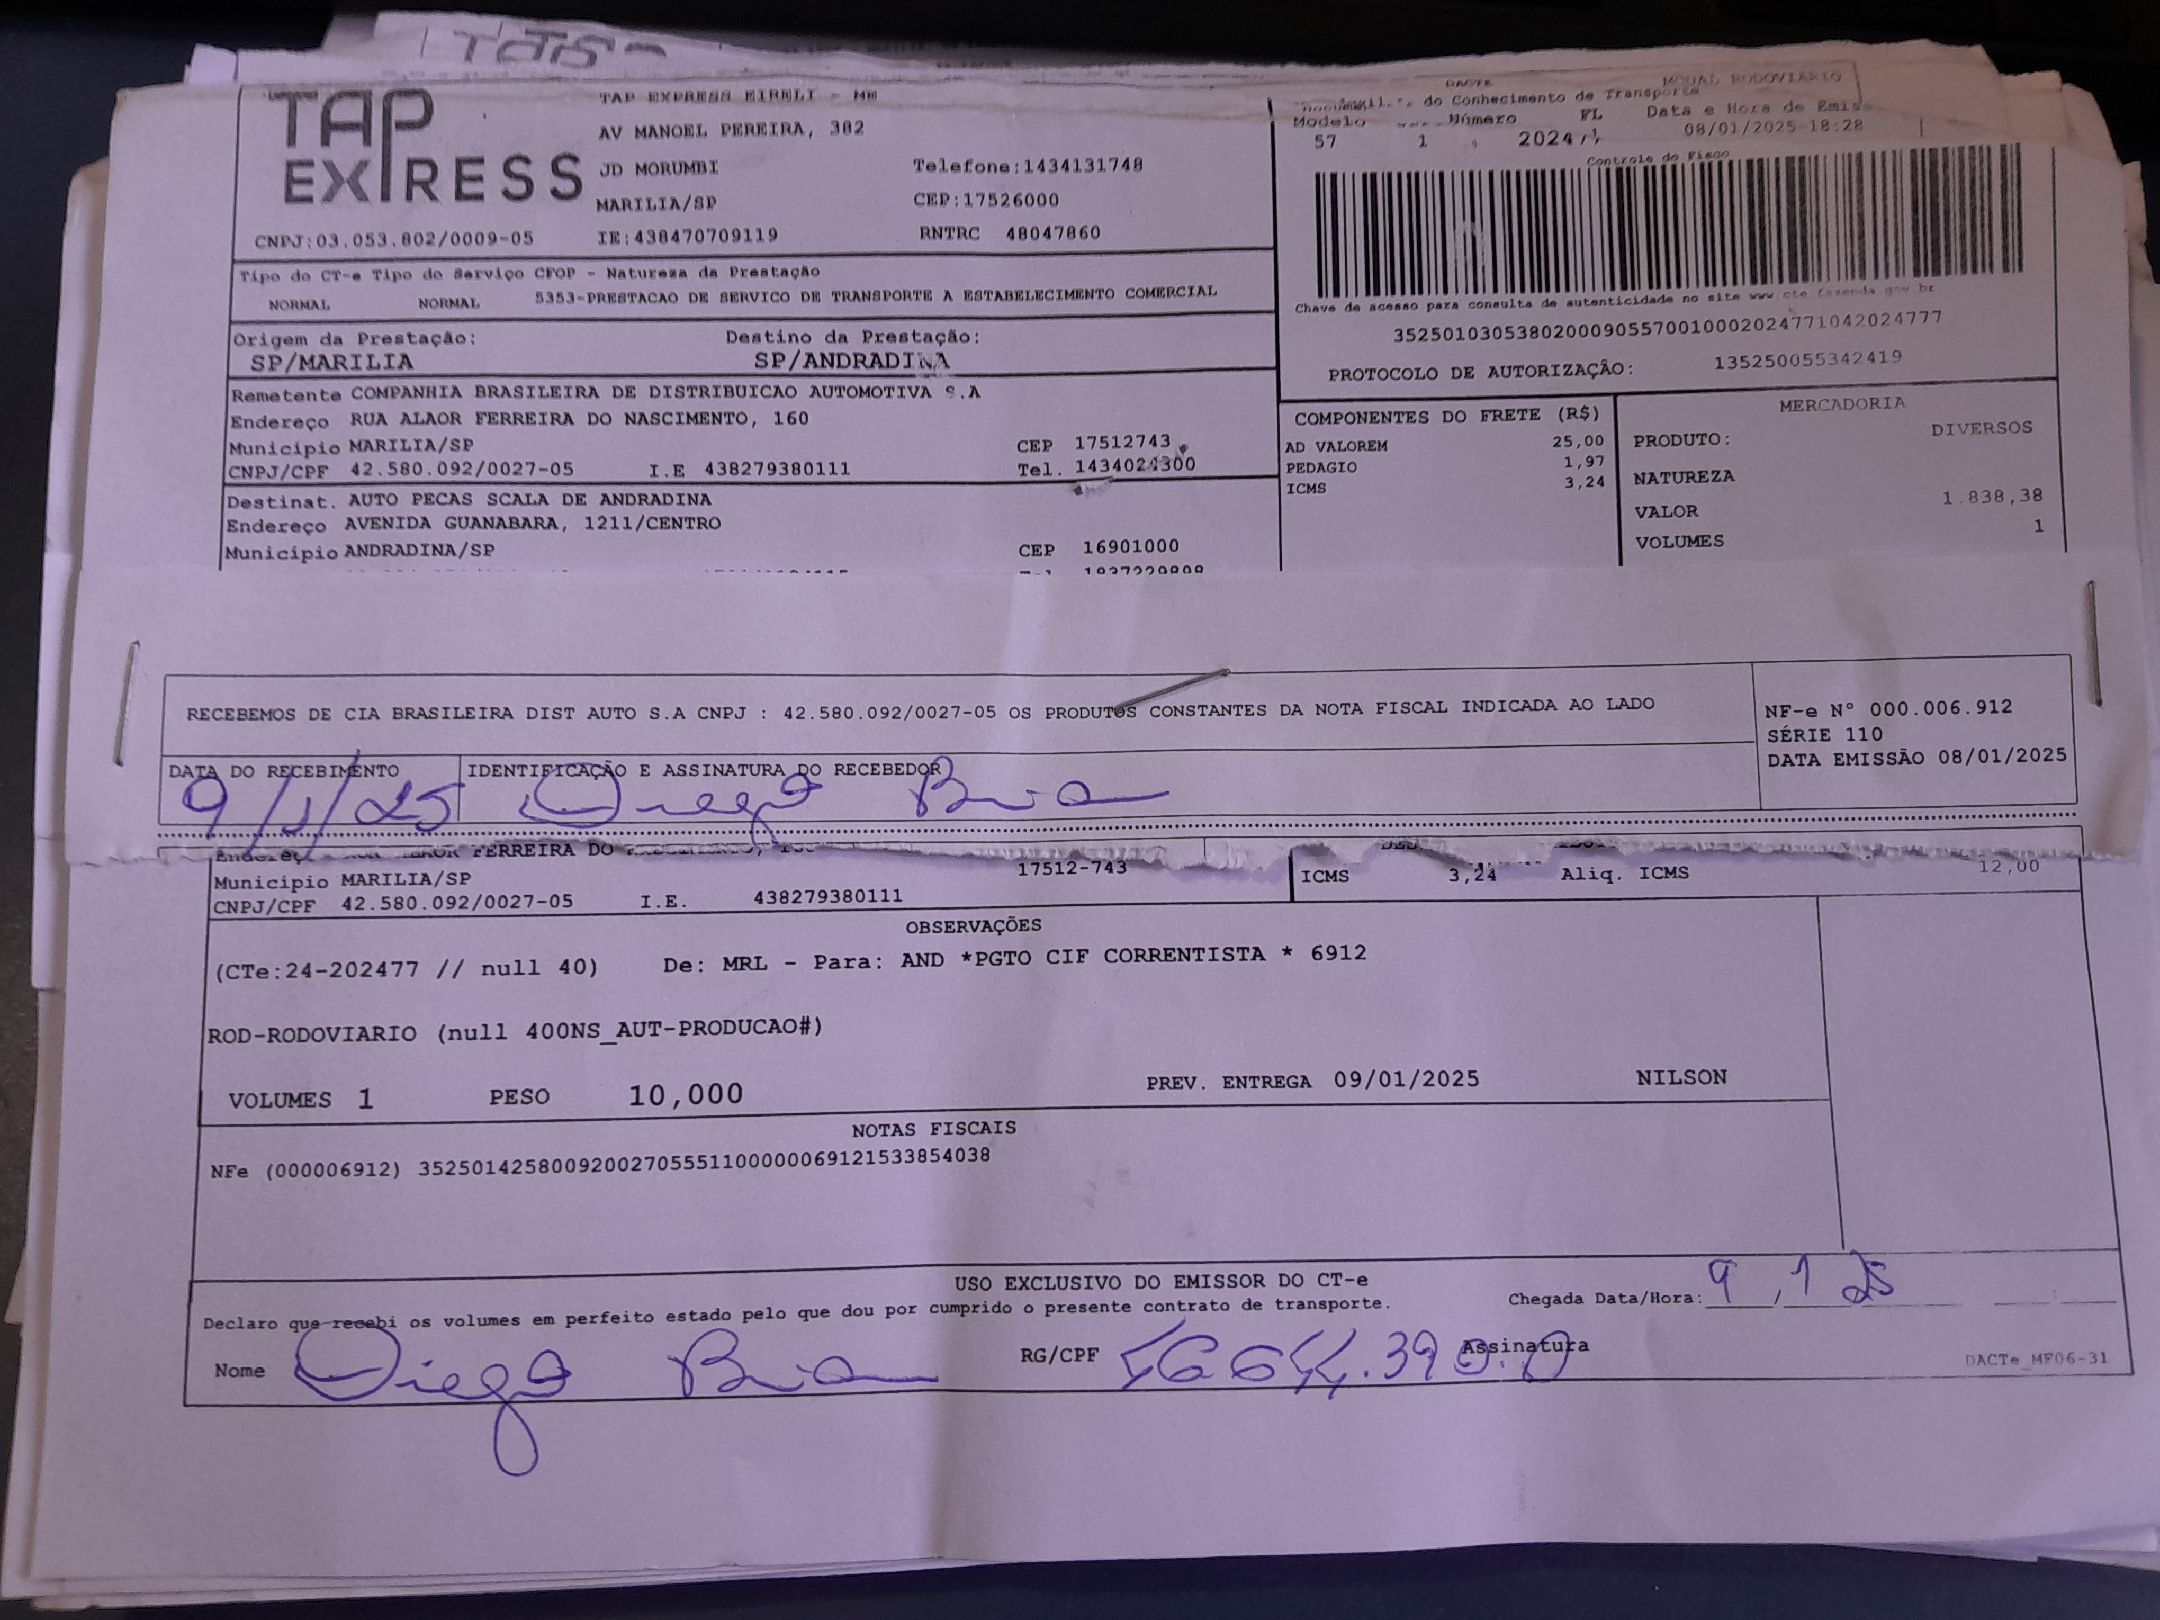 TAP EXPRESS
TAP EXPRESS EIRELI - ME
AV MANOEL PEREIRA, 382
JD MORUMBI Telefone:1434131748
MARILIA/SP CEP:17526000
CNPJ:03.053.802/0009-05 IE:438470709119 RNTRC 48047860
DACTE MODAL RODOVIARIO
do Conhecimento de Transporte
Modelo Número FL Data e Hora de Emis
57 1 08/01/2025 18:28
Controle do Fisco
Chave de acesso para consulta de autenticidade no site www.cte.fazenda.gov.br
35250103053802000905570010002024771042024777
PROTOCOLO DE AUTORIZAÇÃO: 135250055342419
Tipo do CT-e Tipo do Serviço CFOP - Natureza da Prestação
NORMAL NORMAL 5353-PRESTACAO DE SERVICO DE TRANSPORTE A ESTABELECIMENTO COMERCIAL
Origem da Prestação: Destino da Prestação:
SP/MARILIA SP/ANDRADINA
Remetente COMPANHIA BRASILEIRA DE DISTRIBUICAO AUTOMOTIVA S.A
Endereço RUA ALAOR FERREIRA DO NASCIMENTO, 160
Município MARILIA/SP CEP 17512743
CNPJ/CPF 42.580.092/0027-05 I.E 438279380111 Tel. 1434024300
Destinat. AUTO PECAS SCALA DE ANDRADINA
Endereço AVENIDA GUANABARA, 1211/CENTRO
Município ANDRADINA/SP CEP 16901000
COMPONENTES DO FRETE (R$)
AD VALOREM 25,00
PEDAGIO 1,97
ICMS 3,24
MERCADORIA
PRODUTO: DIVERSOS
NATUREZA
VALOR 1.838,38
VOLUMES 1
RECEBEMOS DE CIA BRASILEIRA DIST AUTO S.A CNPJ : 42.580.092/0027-05 OS PRODUTOS CONSTANTES DA NOTA FISCAL INDICADA AO LADO
NF-e N° 000.006.912
SÉRIE 110
DATA EMISSÃO 08/01/2025
DATA DO RECEBIMENTO IDENTIFICAÇÃO E ASSINATURA DO RECEBEDOR
9/1/25 Diego
Endereç FERREIRA DO
Município MARILIA/SP 17512-743
CNPJ/CPF 42.580.092/0027-05 I.E. 438279380111
ICMS 3,24 Aliq. ICMS 12,00
OBSERVAÇÕES
(CTe:24-202477 // null 40) De: MRL - Para: AND *PGTO CIF CORRENTISTA * 6912
ROD-RODOVIARIO (null 400NS_AUT-PRODUCAO#)
VOLUMES 1 PESO 10,000 PREV. ENTREGA 09/01/2025 NILSON
NOTAS FISCAIS
NFe (000006912) 35250142580092002705551100000069121533854038
USO EXCLUSIVO DO EMISSOR DO CT-e
Declaro que recebi os volumes em perfeito estado pelo que dou por cumprido o presente contrato de transporte.
Chegada Data/Hora: 9/1 25
Nome Diego RG/CPF Assinatura
DACTe_MF06-31